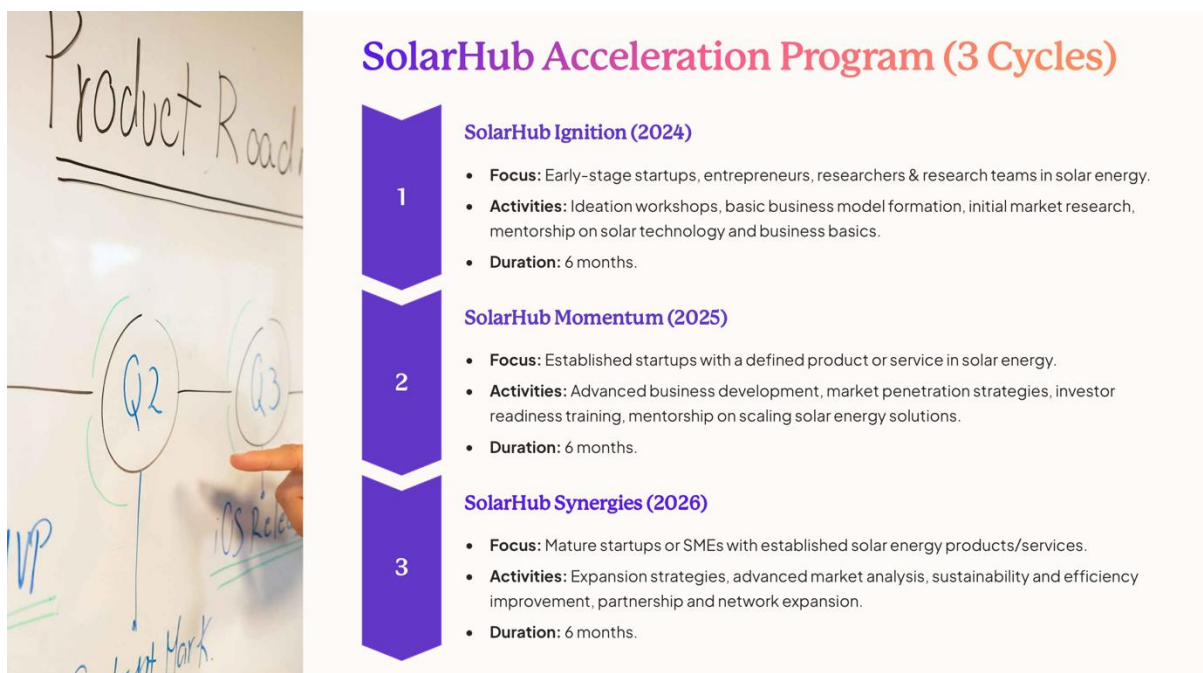 Product Road
Q2
Q3
iOS Relea
VP
Mark.
SolarHub Acceleration Program (3 Cycles)
1
SolarHub Ignition (2024)
• Focus: Early-stage startups, entrepreneurs, researchers & research teams in solar energy.
• Activities: Ideation workshops, basic business model formation, initial market research,
mentorship on solar technology and business basics.
• Duration: 6 months.
2
SolarHub Momentum (2025)
• Focus: Established startups with a defined product or service in solar energy.
• Activities: Advanced business development, market penetration strategies, investor
readiness training, mentorship on scaling solar energy solutions.
• Duration: 6 months.
3
SolarHub Synergies (2026)
• Focus: Mature startups or SMEs with established solar energy products/services.
• Activities: Expansion strategies, advanced market analysis, sustainability and efficiency
improvement, partnership and network expansion.
• Duration: 6 months.